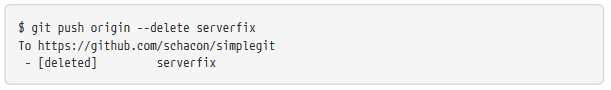 $ git push origin --delete serverfix
To https://github.com/schacon/simplegit
 - [deleted]         serverfix